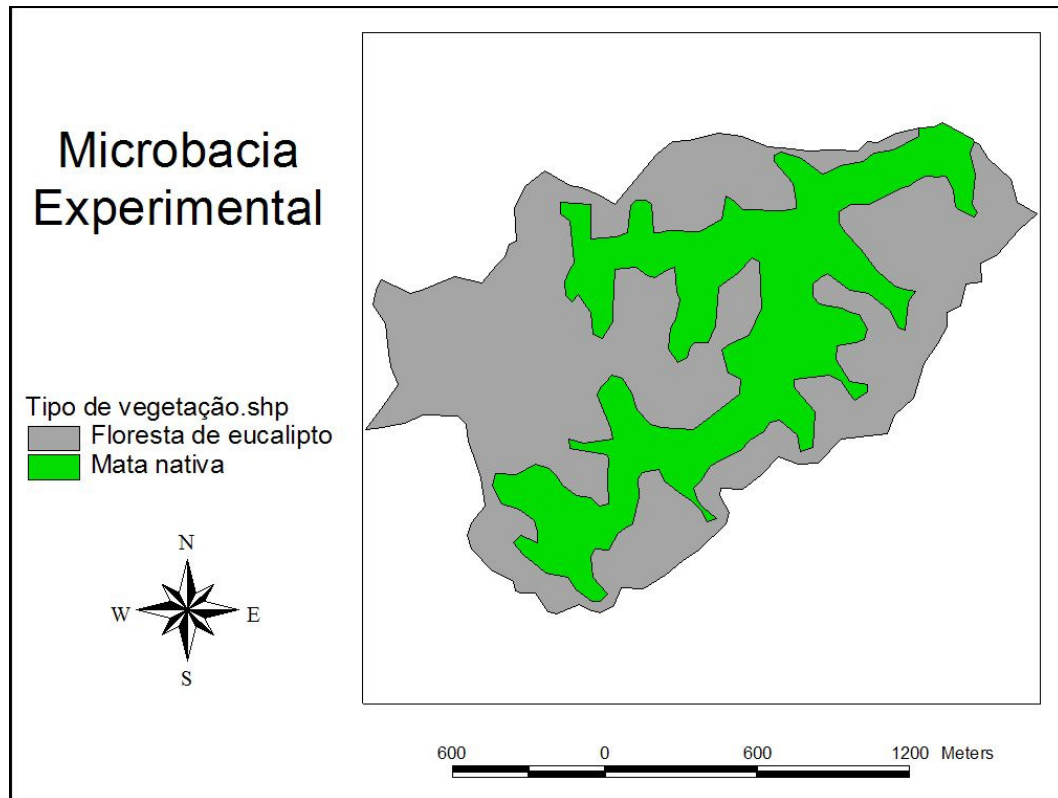 Microbacia
Experimental
Tipo de vegetação.shp
Floresta de eucalipto
Mata nativa
N
W E
S
600 0 600 1200 Meters